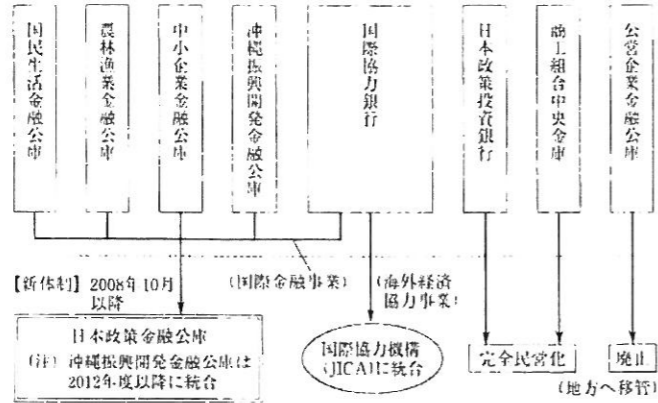 国民生活金融公庫
農林漁業金融公庫
中小企業金融公庫
沖縄振興開発金融公庫
国際協力銀行
日本政策投資銀行
商工組合中央金庫
公営企業金融公庫
【新体制】2008年10月
以降
(国際金融事業)
(海外経済
協力事業)
日本政策金融公庫
(注) 沖縄振興開発金融公庫は
2012年度以降に統合
国際協力機構
(JICA)に統合
完全民営化
廃止
(地方へ移管)